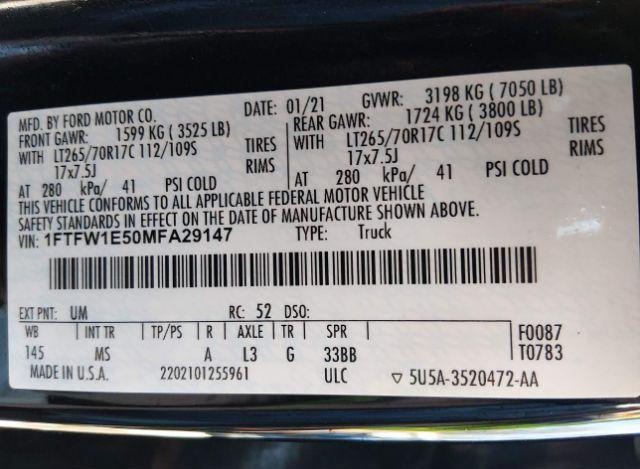 MFD. BY FORD MOTOR CO. DATE: 01/21 GVWR: 3198 KG ( 7050 LB)
FRONT GAWR: 1599 KG ( 3525 LB) REAR GAWR: 1724 KG ( 3800 LB)
WITH LT265/70R17C 112/109S TIRES WITH LT265/70R17C 112/109S TIRES
17x7.5J RIMS 17x7.5J RIMS
AT 280 kPa/ 41 PSI COLD AT 280 kPa/ 41 PSI COLD
THIS VEHICLE CONFORMS TO ALL APPLICABLE FEDERAL MOTOR VEHICLE
SAFETY STANDARDS IN EFFECT ON THE DATE OF MANUFACTURE SHOWN ABOVE.
VIN: 1FTFW1E50MFA29147 TYPE: Truck
EXT PNT: UM RC: 52 DSO:
WB INT TR TP/PS R AXLE TR SPR F0087
145 MS A L3 G 33BB T0783
MADE IN U.S.A. 2202101255961 ULC ▽ 5U5A-3520472-AA